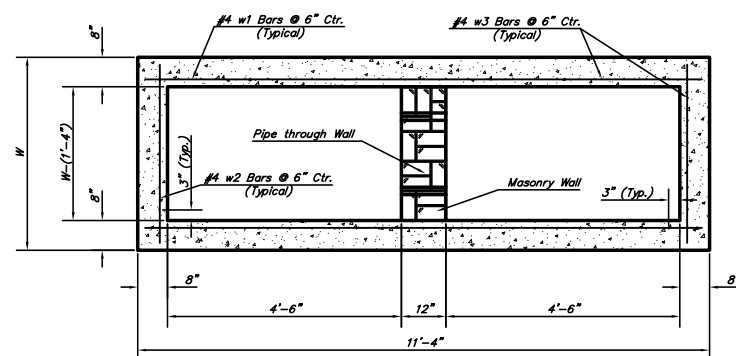 #4 w1 Bars @ 6" Ctr.
(Typical)
#4 w3 Bars @ 6" Ctr.
(Typical)
8"
W
W-(1'-4")
8"
3" (Typ.)
Pipe through Wall
#4 w2 Bars @ 6" Ctr.
(Typical)
Masonry Wall
3" (Typ.)
8"
8
4'-6"
12"
4'-6"
11'-4"